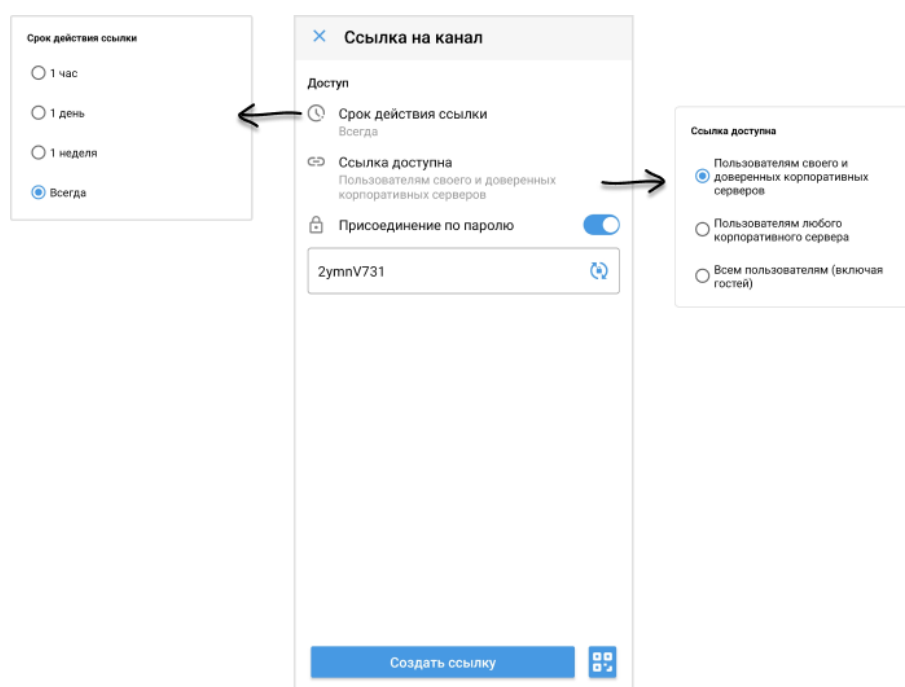 Срок действия ссылки
1 час
1 день
1 неделя
Всегда
Ссылка на канал
Доступ
Срок действия ссылки
Всегда
Ссылка доступна
Пользователям своего и доверенных
корпоративных серверов
Присоединение по паролю
2ymnV731
Создать ссылку
Ссылка доступна
Пользователям своего и
доверенных корпоративных
серверов
Пользователям любого
корпоративного сервера
Всем пользователям (включая
гостей)